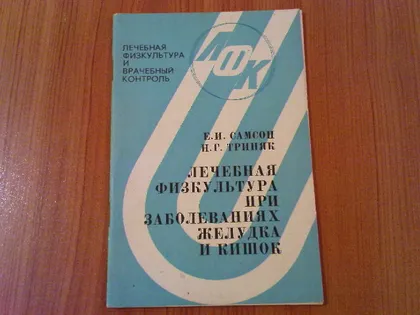 ЛЕЧЕБНАЯ
ФИЗКУЛЬТУРА
И
ВРАЧЕБНЫЙ
КОНТРОЛЬ
ЛФК
Е.И. САМСОН
Н.Г. ТРИНЯК
ЛЕЧЕБНАЯ
ФИЗКУЛЬТУРА
ПРИ
ЗАБОЛЕВАНИЯХ
ЖЕЛУДКА
И КИШОК